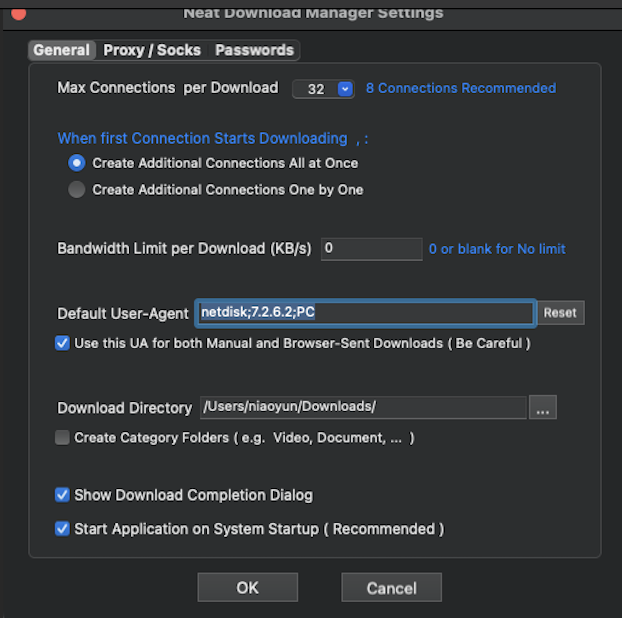 Neat Download Manager Settings
General Proxy / Socks Passwords
Max Connections per Download 32 8 Connections Recommended
When first Connection Starts Downloading , :
Create Additional Connections All at Once
Create Additional Connections One by One
Bandwidth Limit per Download (KB/s) 0 0 or blank for No limit
Default User-Agent netdisk;7.2.6.2;PC Reset
Use this UA for both Manual and Browser-Sent Downloads ( Be Careful )
Download Directory /Users/niaoyun/Downloads/ ...
Create Category Folders ( e.g. Video, Document, ... )
Show Download Completion Dialog
Start Application on System Startup ( Recommended )
OK Cancel